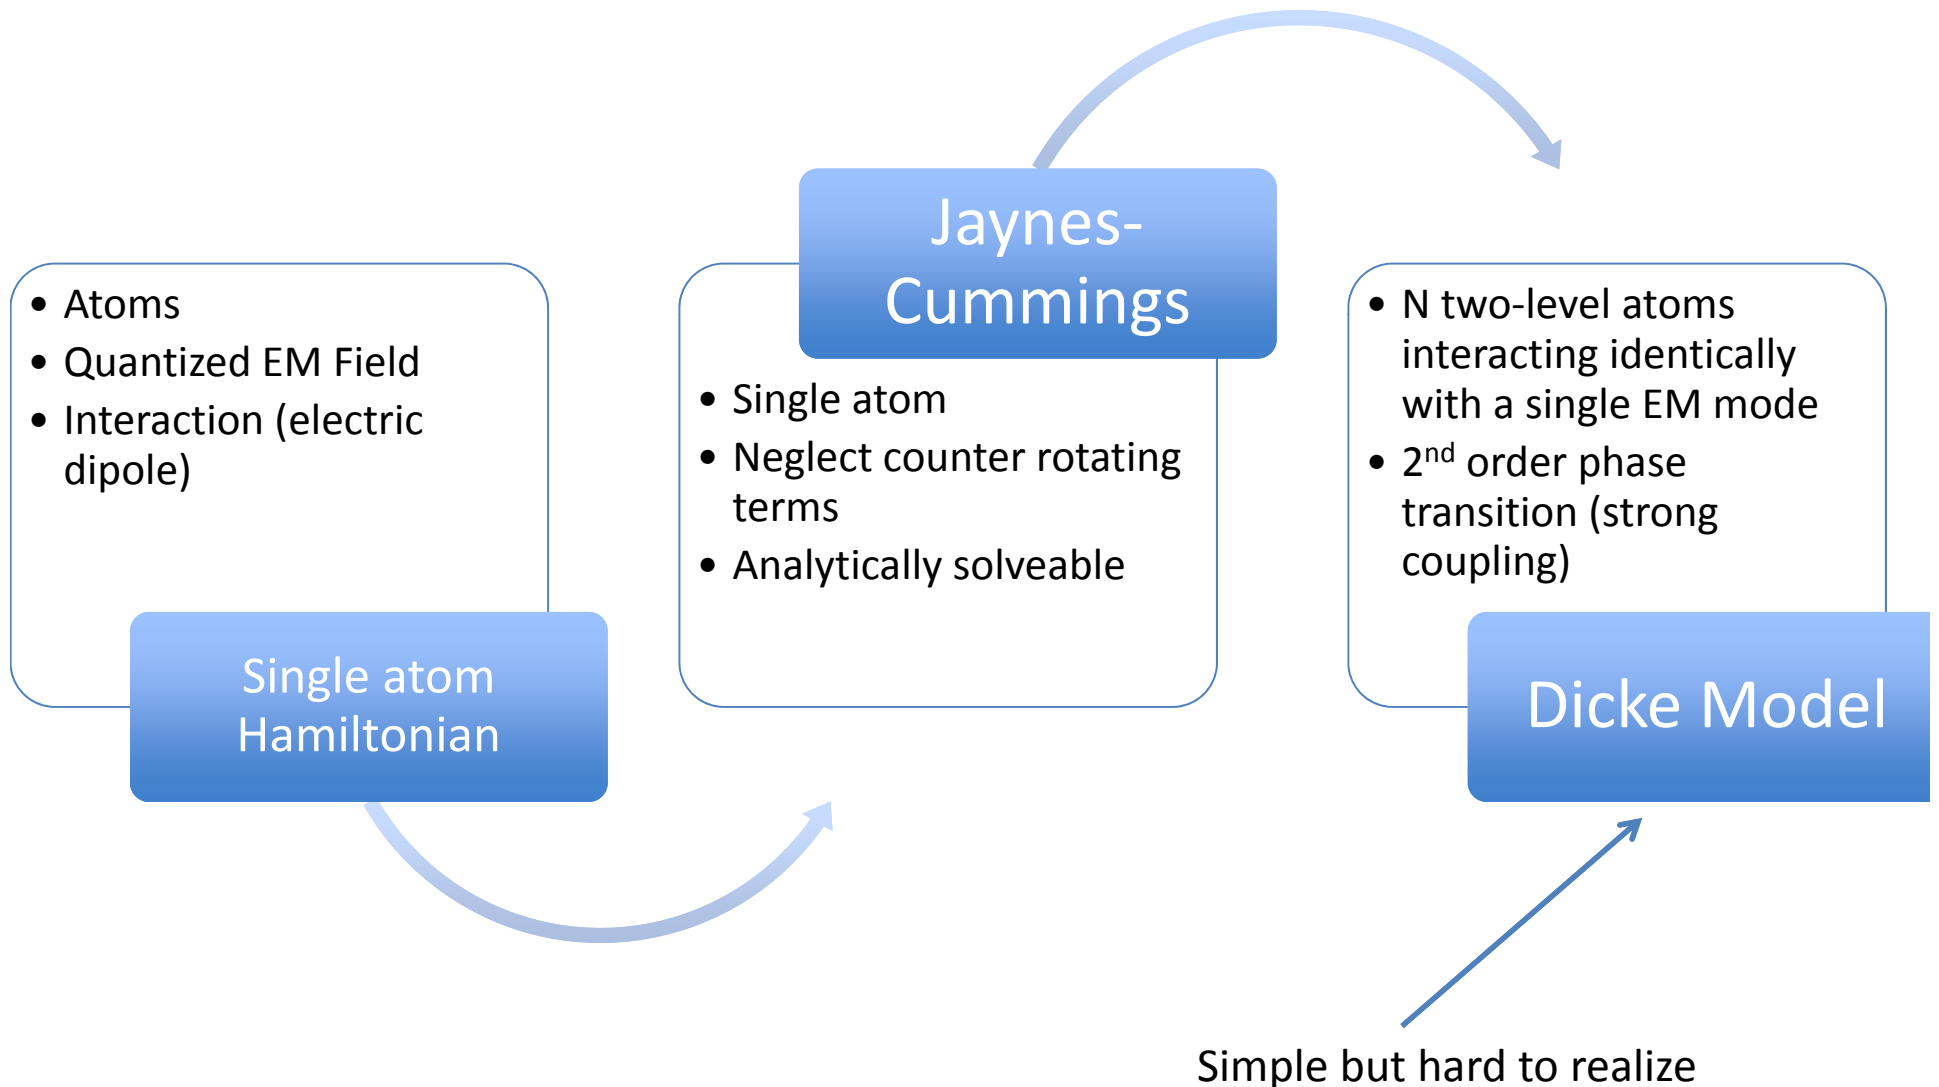 • Atoms
• Quantized EM Field
• Interaction (electric
dipole)
Single atom
Hamiltonian
Jaynes-
Cummings
• Single atom
• Neglect counter rotating
terms
• Analytically solveable
• N two-level atoms
interacting identically
with a single EM mode
• 2nd order phase
transition (strong
coupling)
Dicke Model
Simple but hard to realize